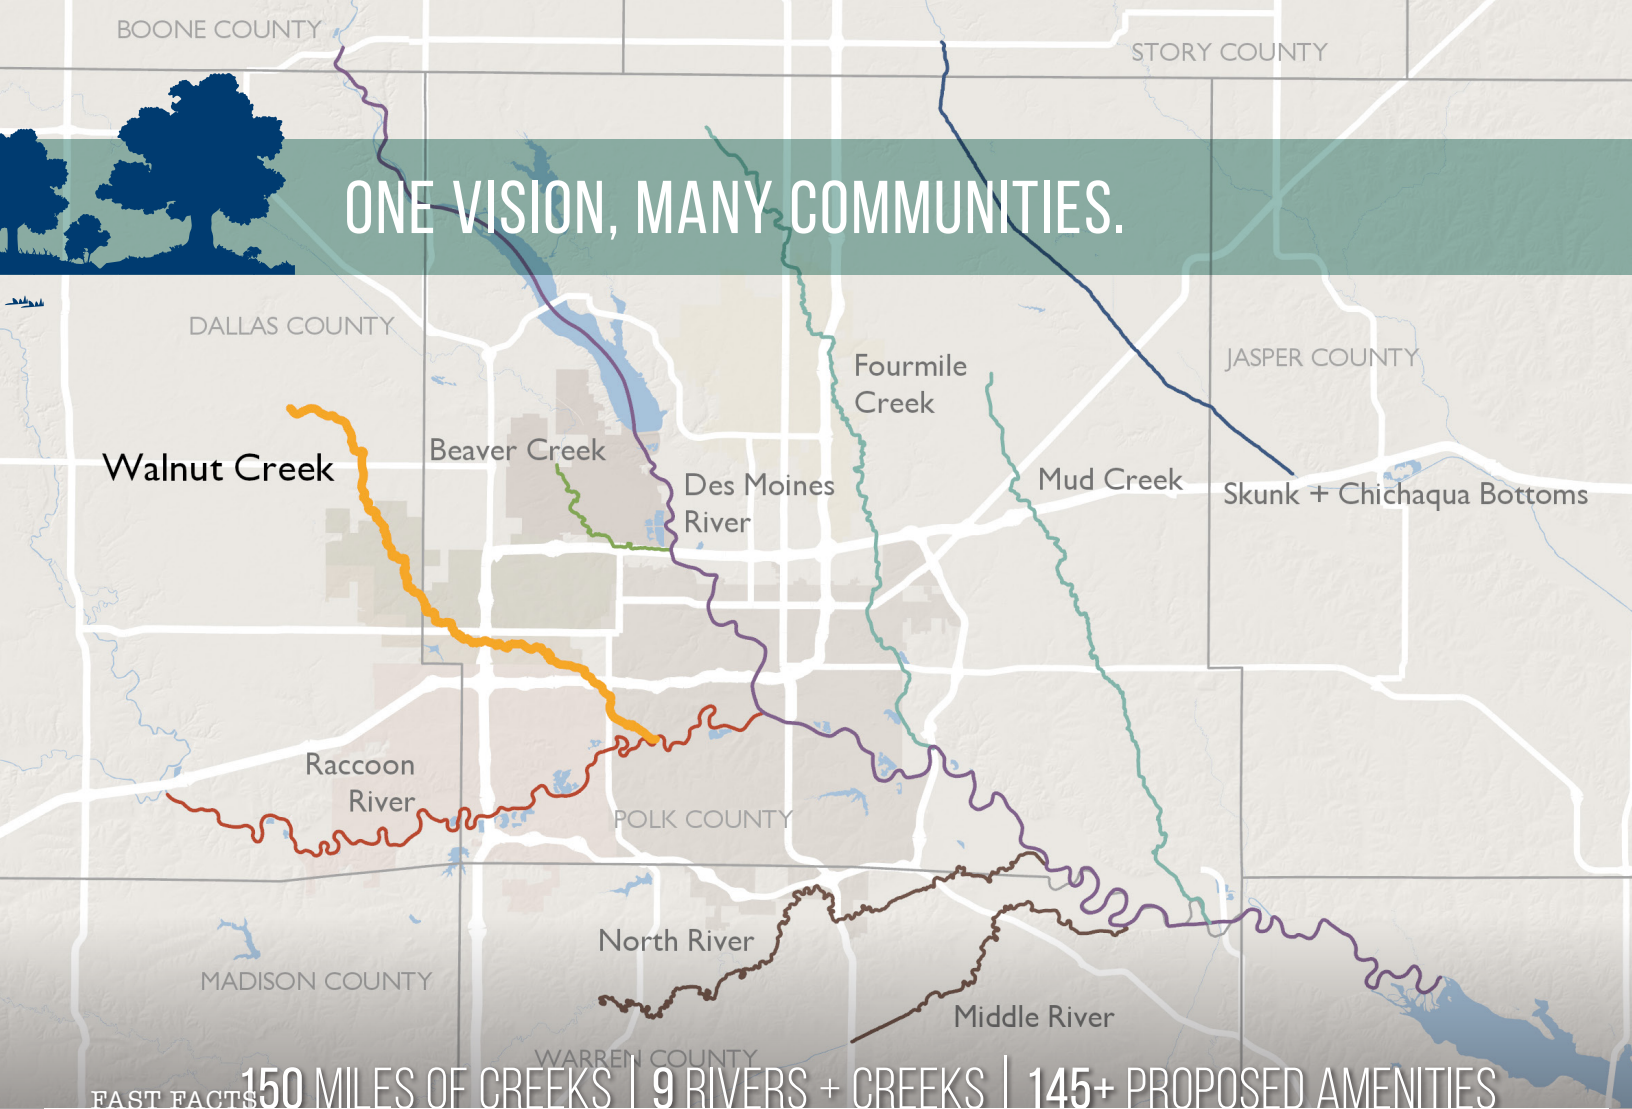 BOONE COUNTY
STORY COUNTY
ONE VISION, MANY COMMUNITIES.
DALLAS COUNTY
JASPER COUNTY
Fourmile
Creek
Walnut Creek
Beaver Creek
Des Moines
River
Mud Creek
Skunk + Chichaqua Bottoms
Raccoon
River
POLK COUNTY
North River
MADISON COUNTY
Middle River
WARREN COUNTY
FAST FACTS 150 MILES OF CREEKS | 9 RIVERS + CREEKS | 145+ PROPOSED AMENITIES